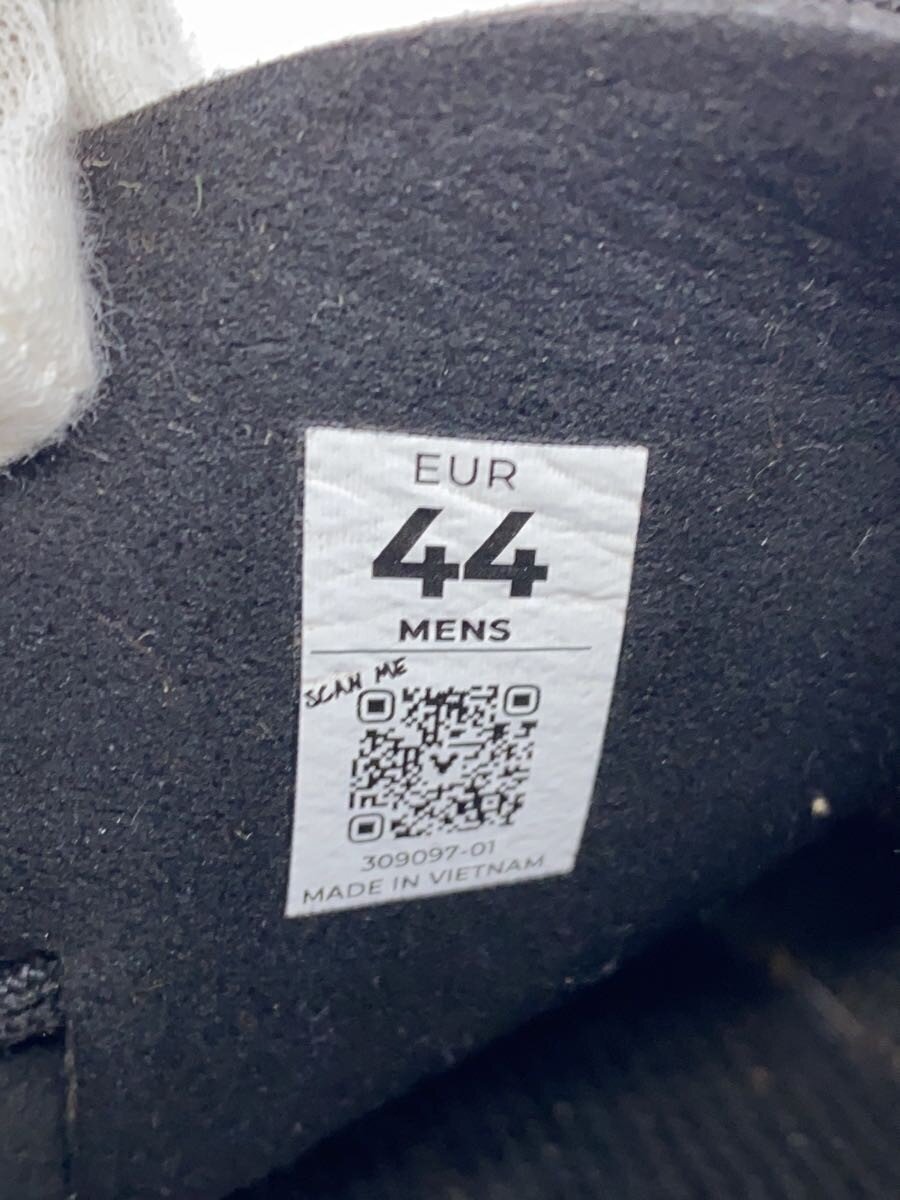 EUR
44
MENS
SCAN ME
309097-01
MADE IN VIETNAM